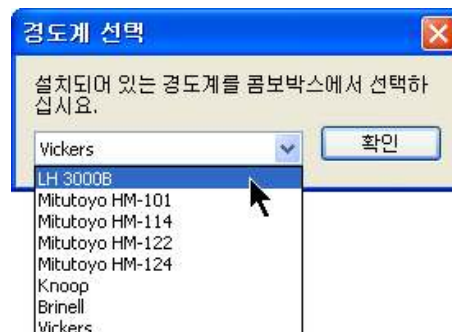 경도계 선택
설치되어 있는 경도계를 콤보박스에서 선택하
십시요.
Vickers
확인
LH 3000B
Mitutoyo HM-101
Mitutoyo HM-114
Mitutoyo HM-122
Mitutoyo HM-124
Knoop
Brinell
Vickers